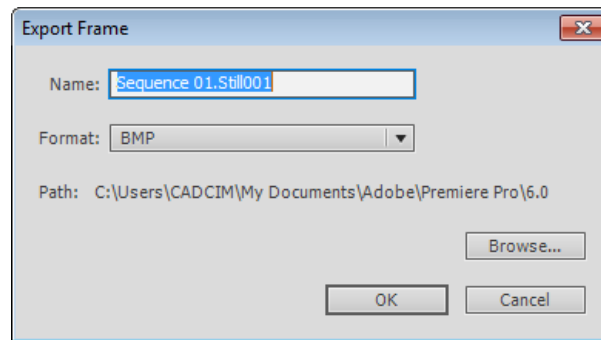 Export Frame
Name: Sequence 01.Still001
Format: BMP
Path: C:\Users\CADCIM\My Documents\Adobe\Premiere Pro\6.0
Browse...
OK Cancel